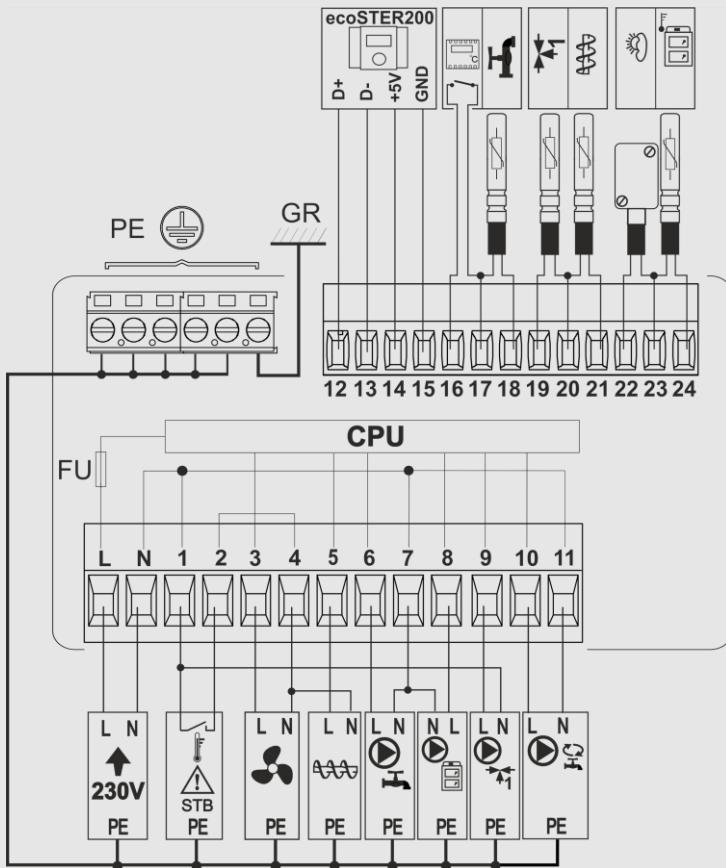 ecoSTER200
D+ D- +5V GND
°C
1
PE
GR
12 13 14 15 16 17 18 19 20 21 22 23 24
CPU
FU
L N 1 2 3 4 5 6 7 8 9 10 11
L N L N L N L N N L L N L N
230V
STB
1
PE PE PE PE PE PE PE PE